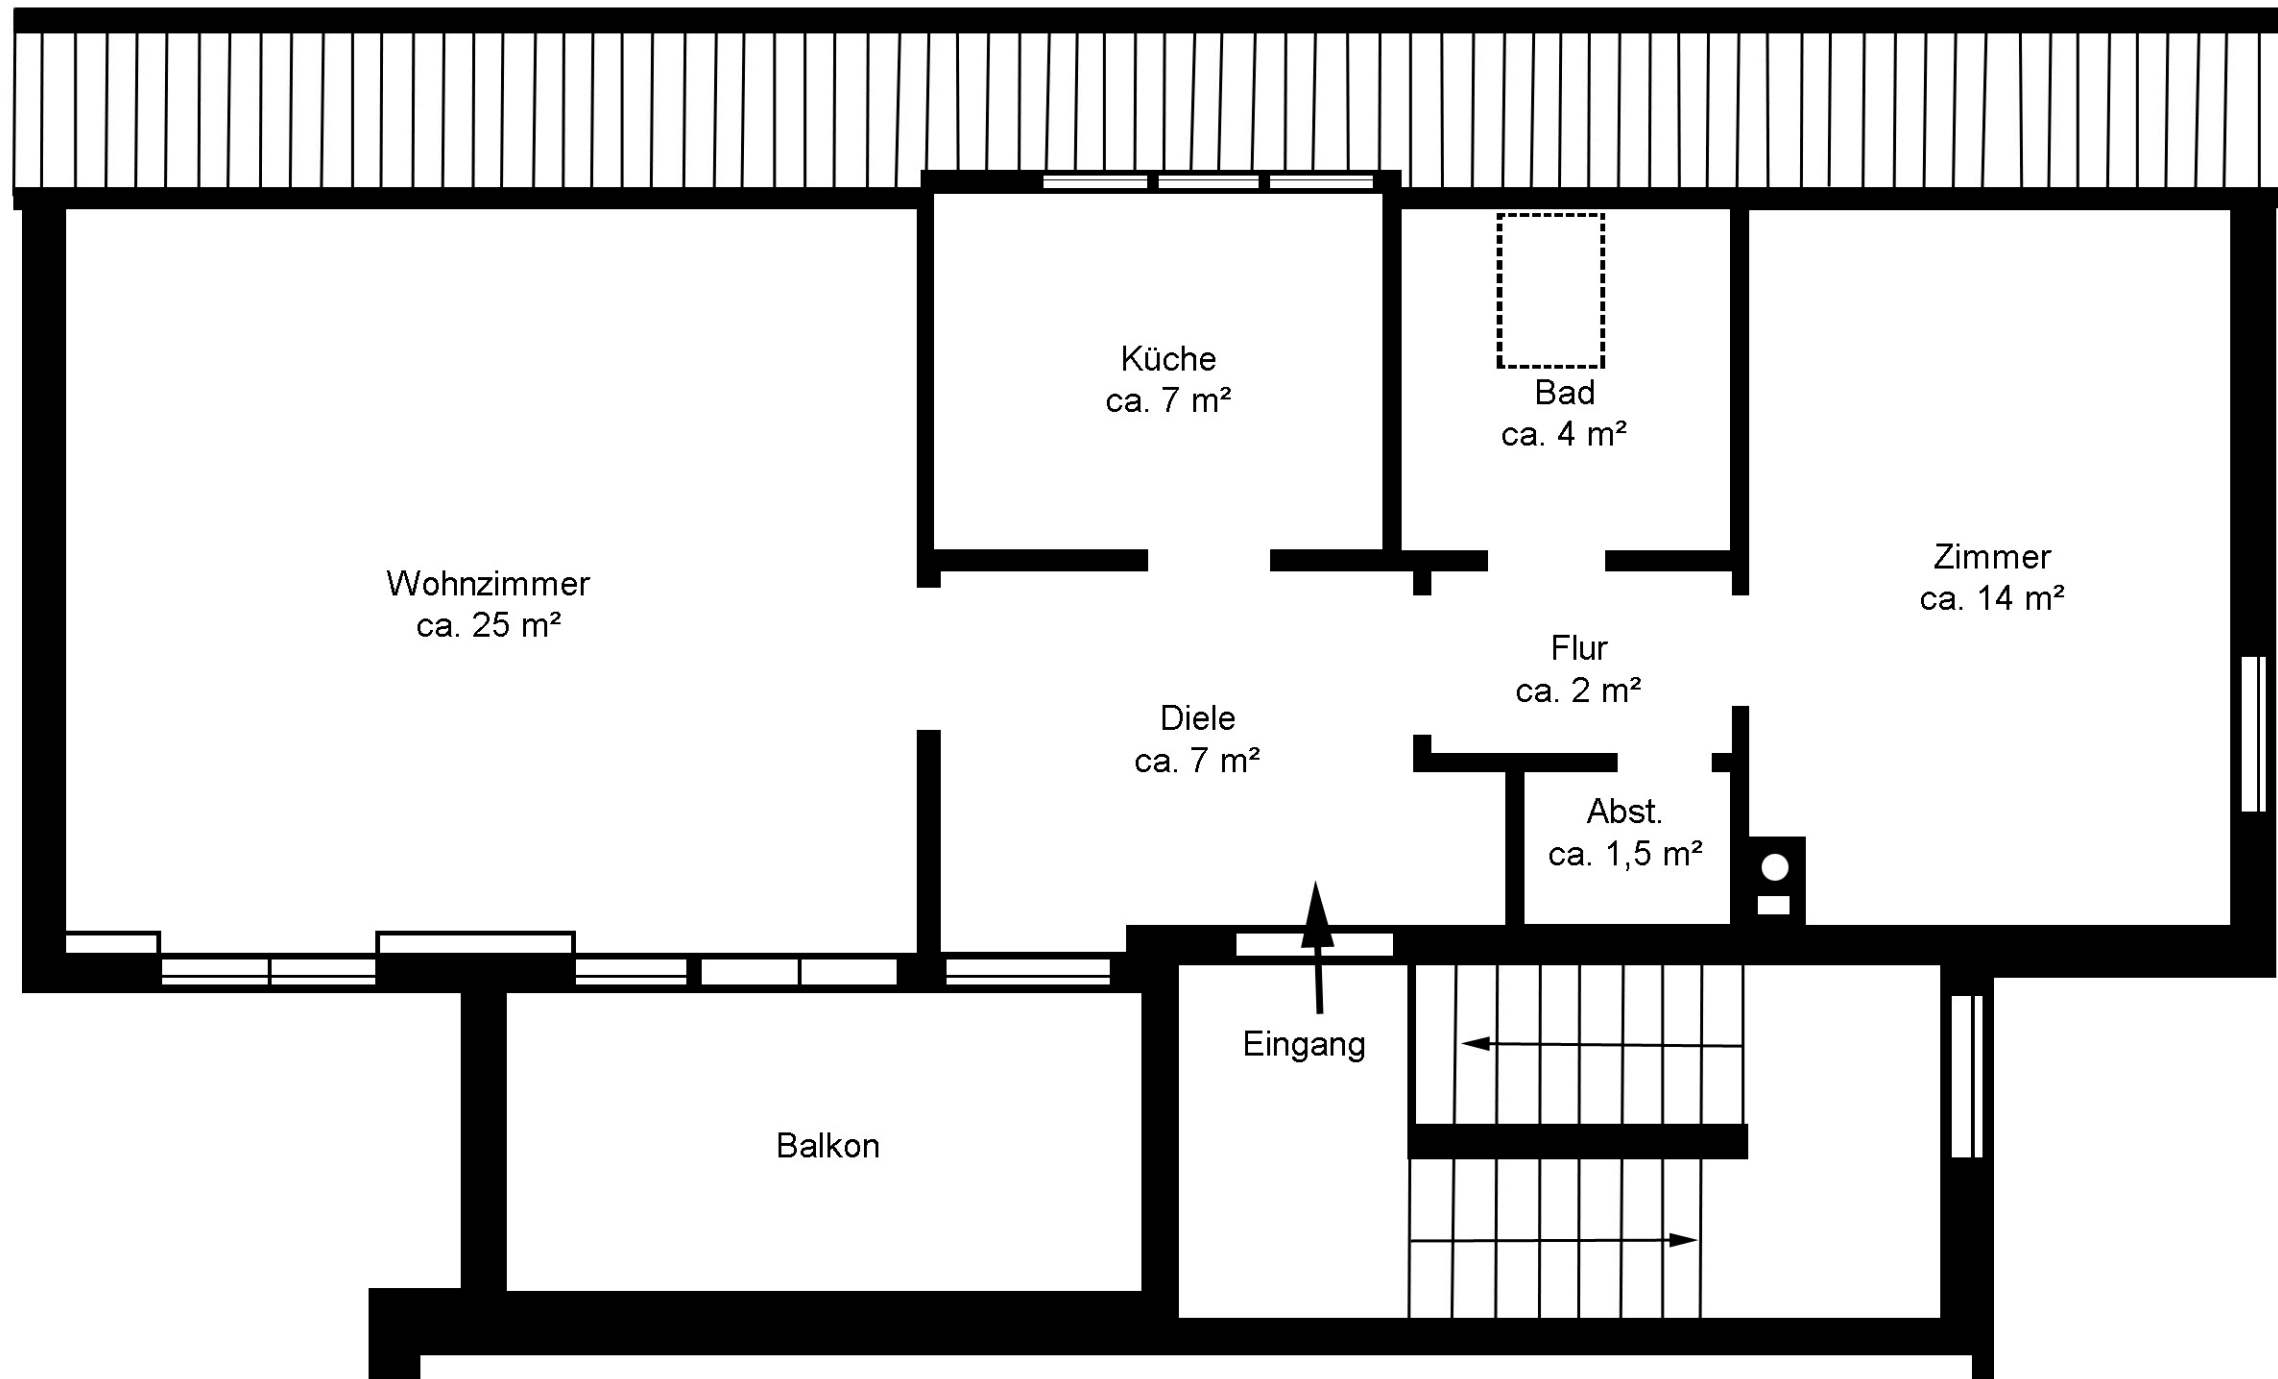 Küche
ca. 7 m²
Bad
ca. 4 m²
Wohnzimmer
ca. 25 m²
Zimmer
ca. 14 m²
Flur
ca. 2 m²
Diele
ca. 7 m²
Abst.
ca. 1,5 m²
Eingang
Balkon